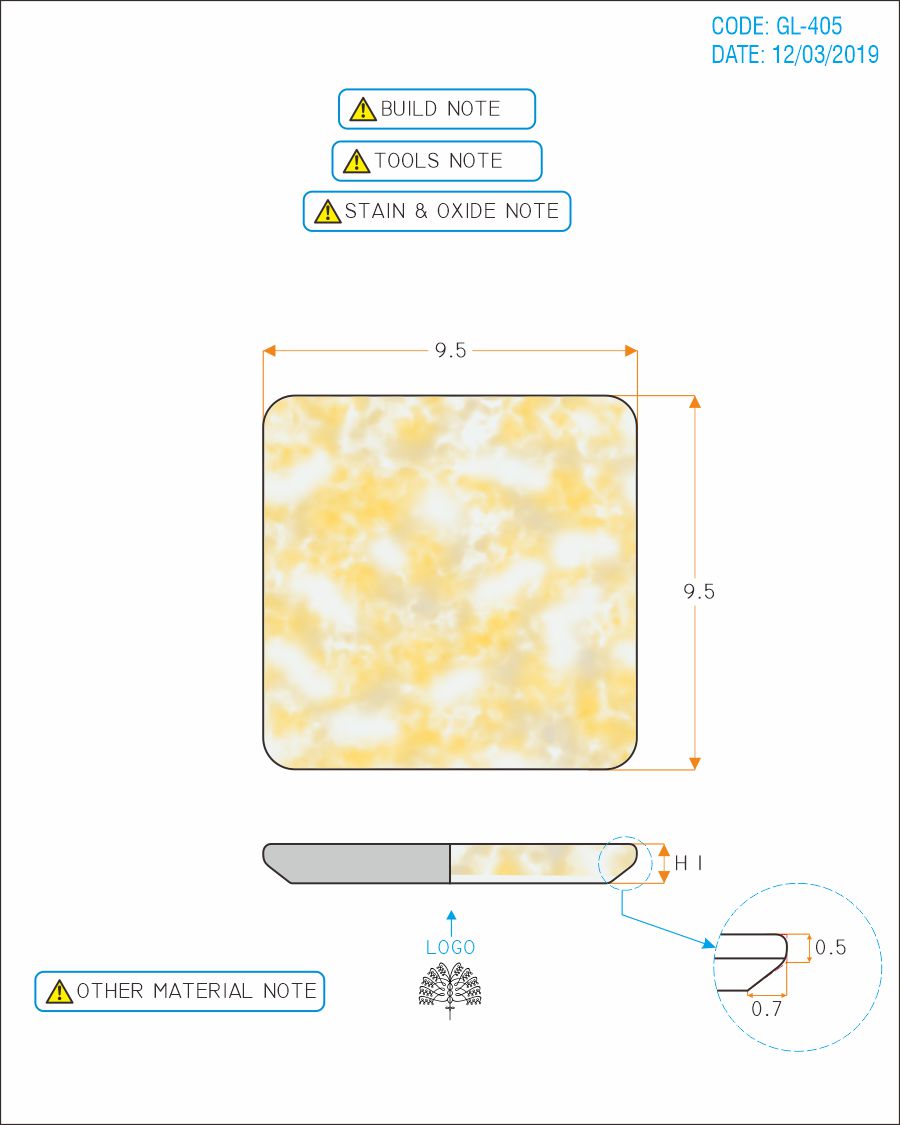 CODE: GL-405
DATE: 12/03/2019
BUILD NOTE
TOOLS NOTE
STAIN & OXIDE NOTE
9.5
9.5
H 1
0.5
0.7
LOGO
OTHER MATERIAL NOTE